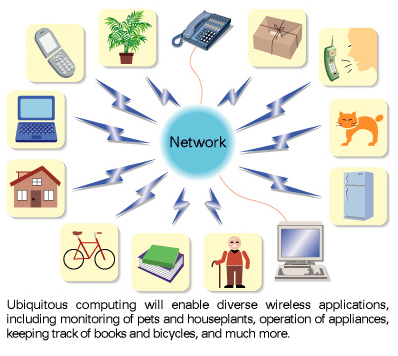 Network
Ubiquitous computing will enable diverse wireless applications,
including monitoring of pets and houseplants, operation of appliances,
keeping track of books and bicycles, and much more.